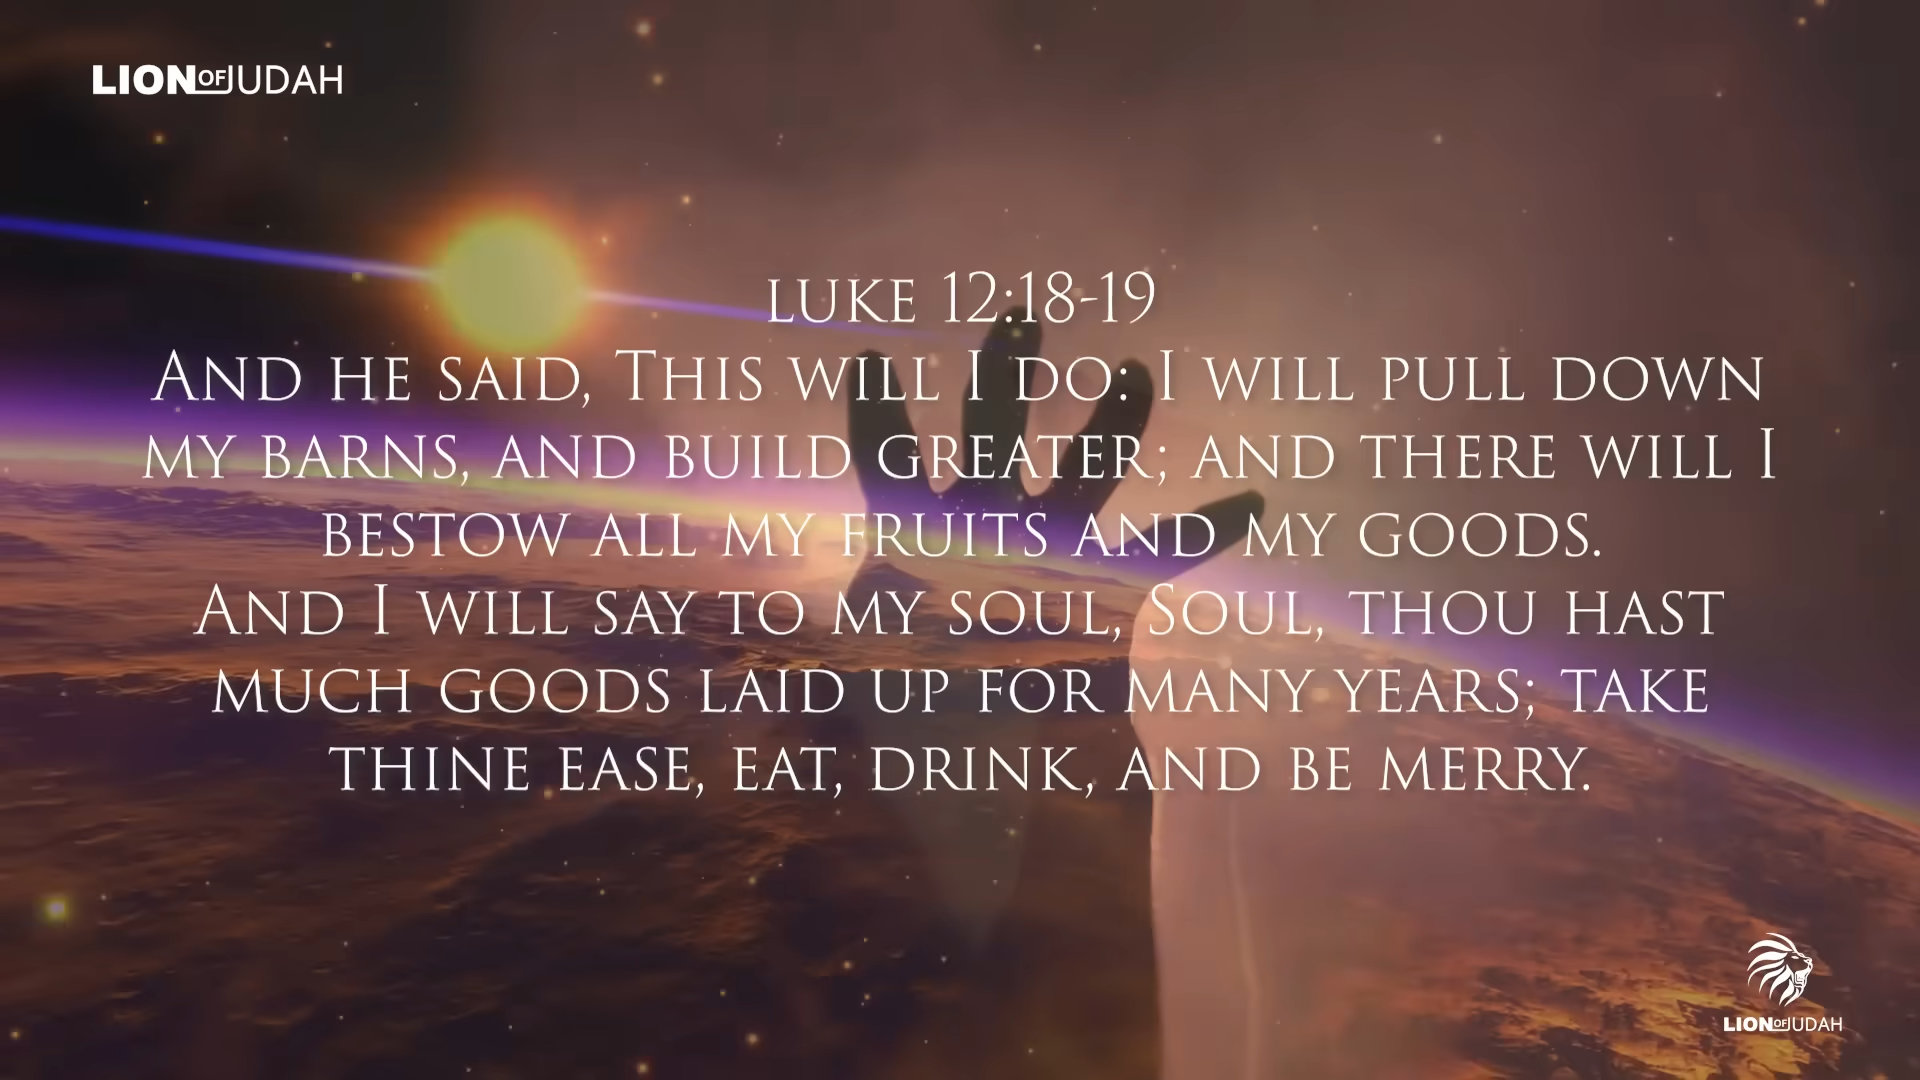 LION OF JUDAH
LUKE 12:18-19
AND HE SAID, THIS WILL I DO: I WILL PULL DOWN
MY BARNS, AND BUILD GREATER; AND THERE WILL I
BESTOW ALL MY FRUITS AND MY GOODS.
AND I WILL SAY TO MY SOUL, SOUL, THOU HAST
MUCH GOODS LAID UP FOR MANY YEARS; TAKE
THINE EASE, EAT, DRINK, AND BE MERRY.
LION OF JUDAH